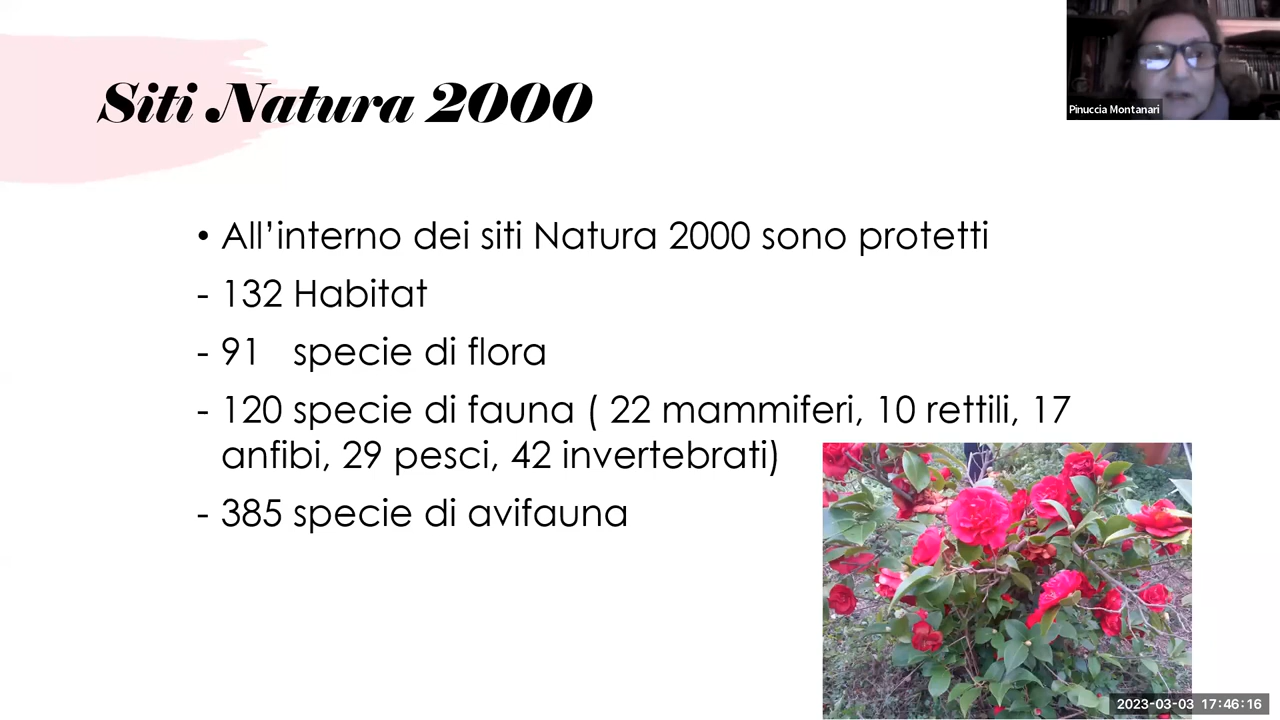 Siti Natura 2000
Pinuccia Montanari
• All’interno dei siti Natura 2000 sono protetti
- 132 Habitat
- 91 specie di flora
- 120 specie di fauna ( 22 mammiferi, 10 rettili, 17
anfibi, 29 pesci, 42 invertebrati)
- 385 specie di avifauna
2023-03-03 17:46:16